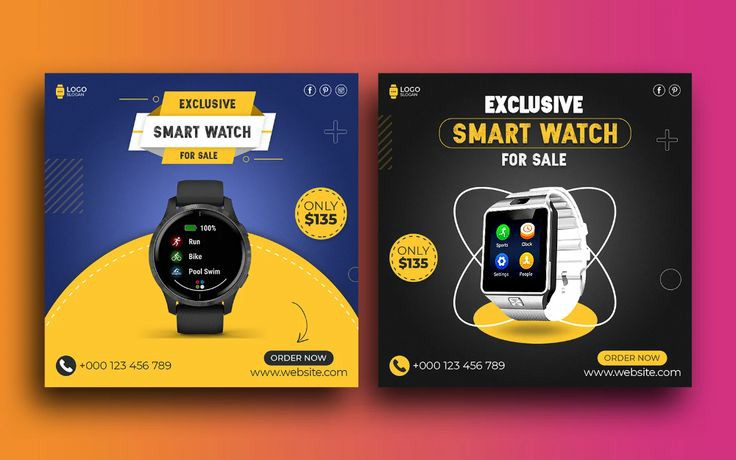 LOGO
SLOGAN
EXCLUSIVE
SMART WATCH
FOR SALE
100%
Run
Bike
Pool Swim
ONLY
$135
+000 123 456 789
ORDER NOW
www.website.com
LOGO
SLOGAN
EXCLUSIVE
SMART WATCH
FOR SALE
Sports
Clock
Settings
People
ONLY
$135
+000 123 456 789
ORDER NOW
www.website.com